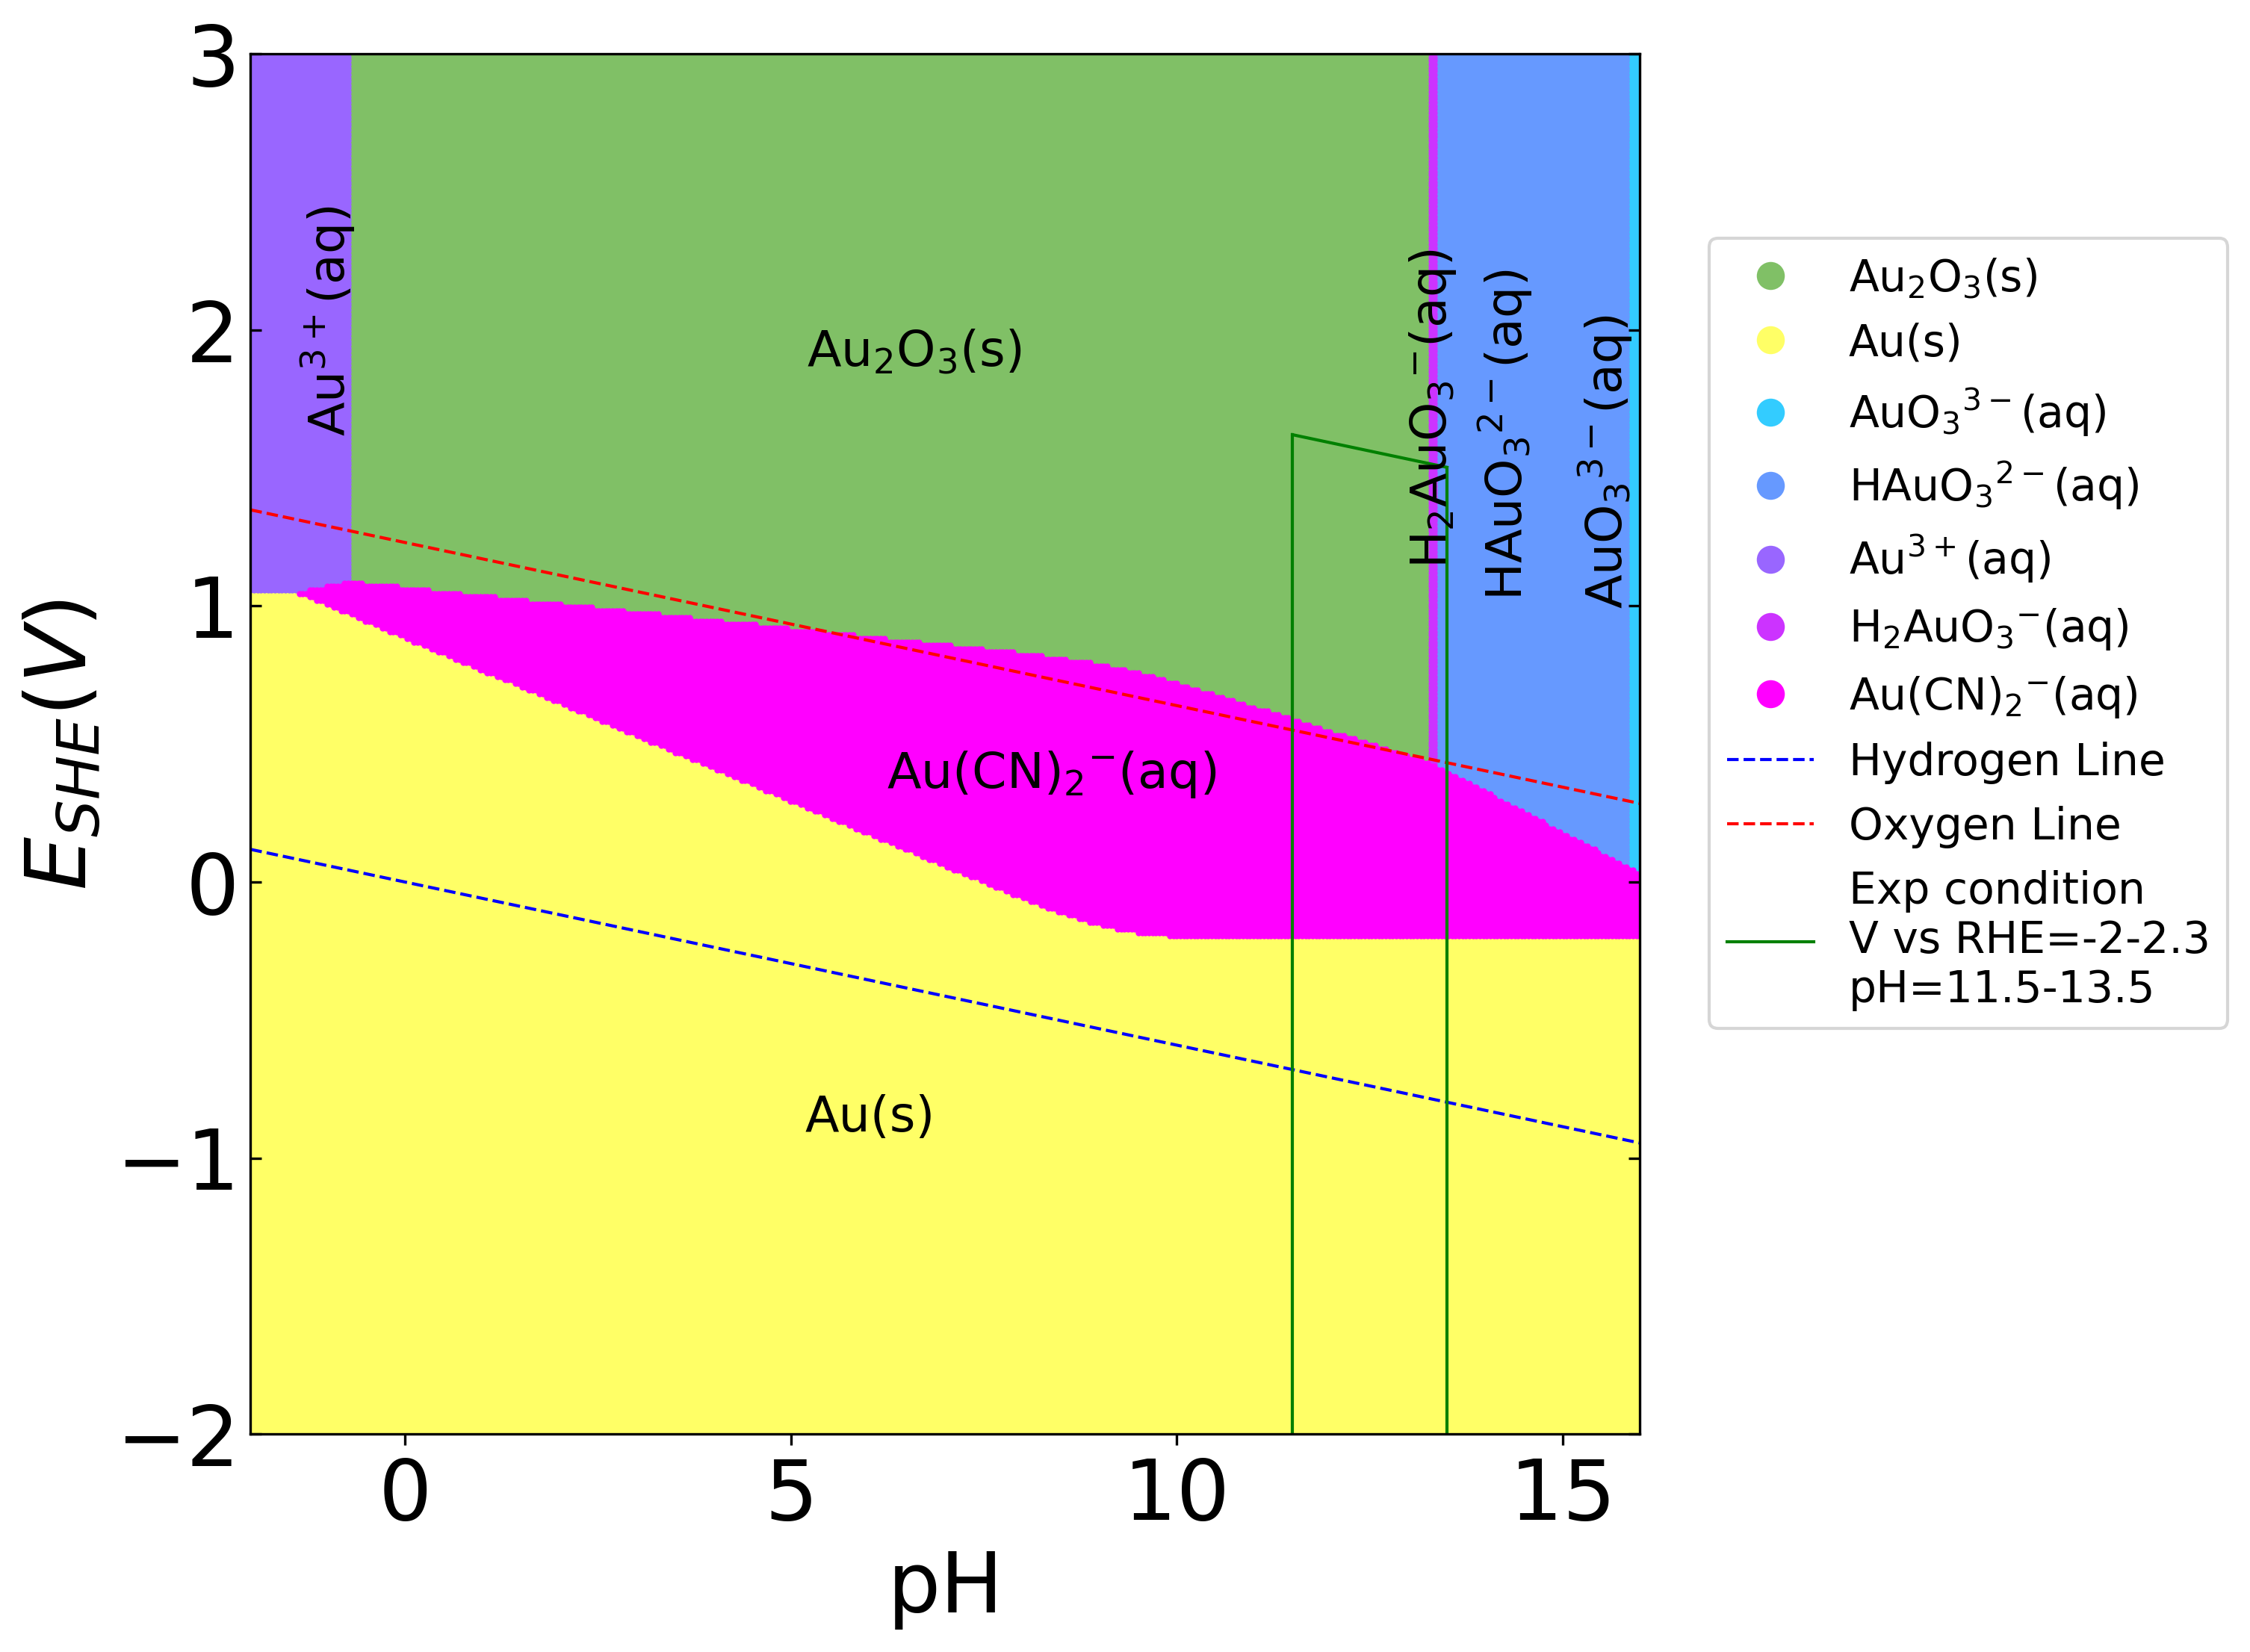 3
2
1
0
−1
−2
E_SHE(V)
0
5
10
15
pH
Au³⁺(aq)
Au₂O₃(s)
H₂AuO₃⁻(aq)
HAuO₃²⁻(aq)
AuO₃³⁻(aq)
Au(CN)₂⁻(aq)
Au(s)
Au₂O₃(s)
Au(s)
AuO₃³⁻(aq)
HAuO₃²⁻(aq)
Au³⁺(aq)
H₂AuO₃⁻(aq)
Au(CN)₂⁻(aq)
Hydrogen Line
Oxygen Line
Exp condition
V vs RHE=-2-2.3
pH=11.5-13.5